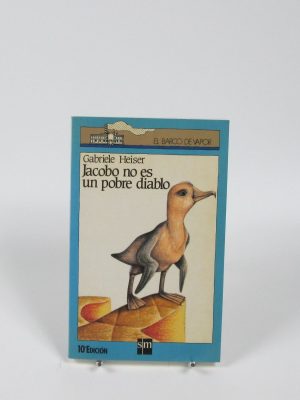 EL BARCO DE VAPOR
Gabriele Heiser
Jacobo no es
un pobre diablo
10ª EDICIÓN
sm